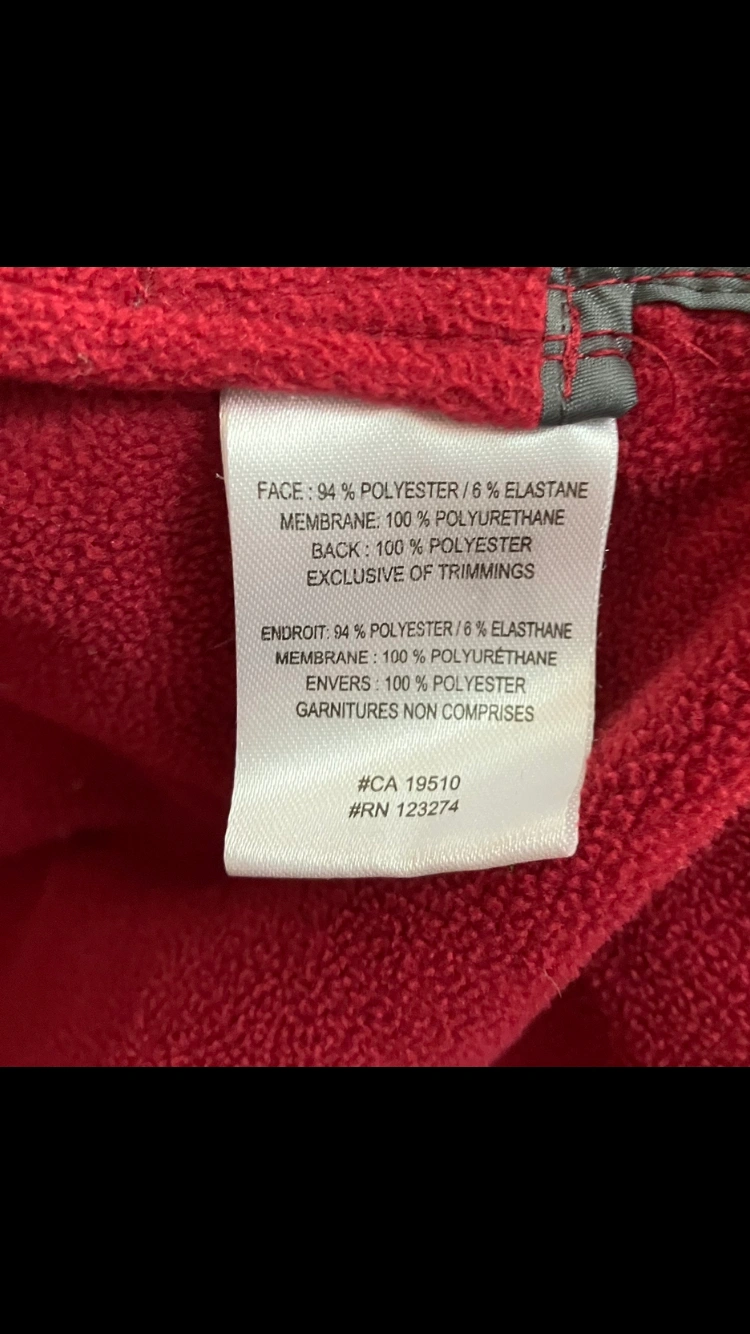 FACE : 94 % POLYESTER / 6 % ELASTANE
MEMBRANE: 100 % POLYURETHANE
BACK : 100 % POLYESTER
EXCLUSIVE OF TRIMMINGS
ENDROIT: 94 % POLYESTER / 6 % ELASTHANE
MEMBRANE : 100 % POLYURÉTHANE
ENVERS : 100 % POLYESTER
GARNITURES NON COMPRISES
#CA 19510
#RN 123274